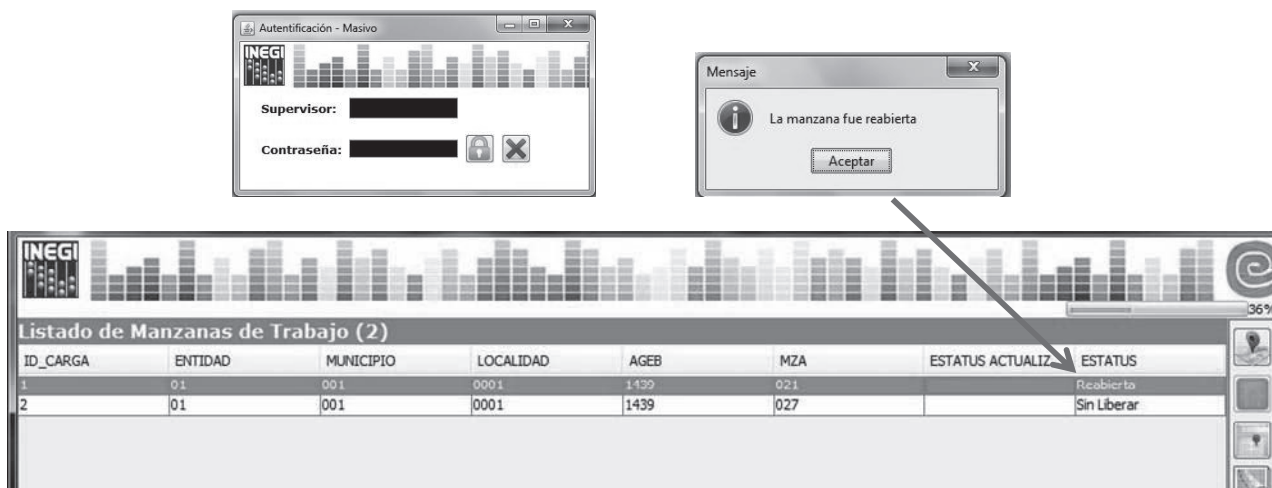 Autentificación - Masivo
INEGI
Supervisor:
Contraseña:
Mensaje
La manzana fue reabierta
Aceptar
INEGI
36%
Listado de Manzanas de Trabajo (2)
ID_CARGA ENTIDAD MUNICIPIO LOCALIDAD AGEB MZA ESTATUS ACTUALIZ ESTATUS
1 01 001 0001 1439 021 Reabierta
2 01 001 0001 1439 027 Sin Liberar